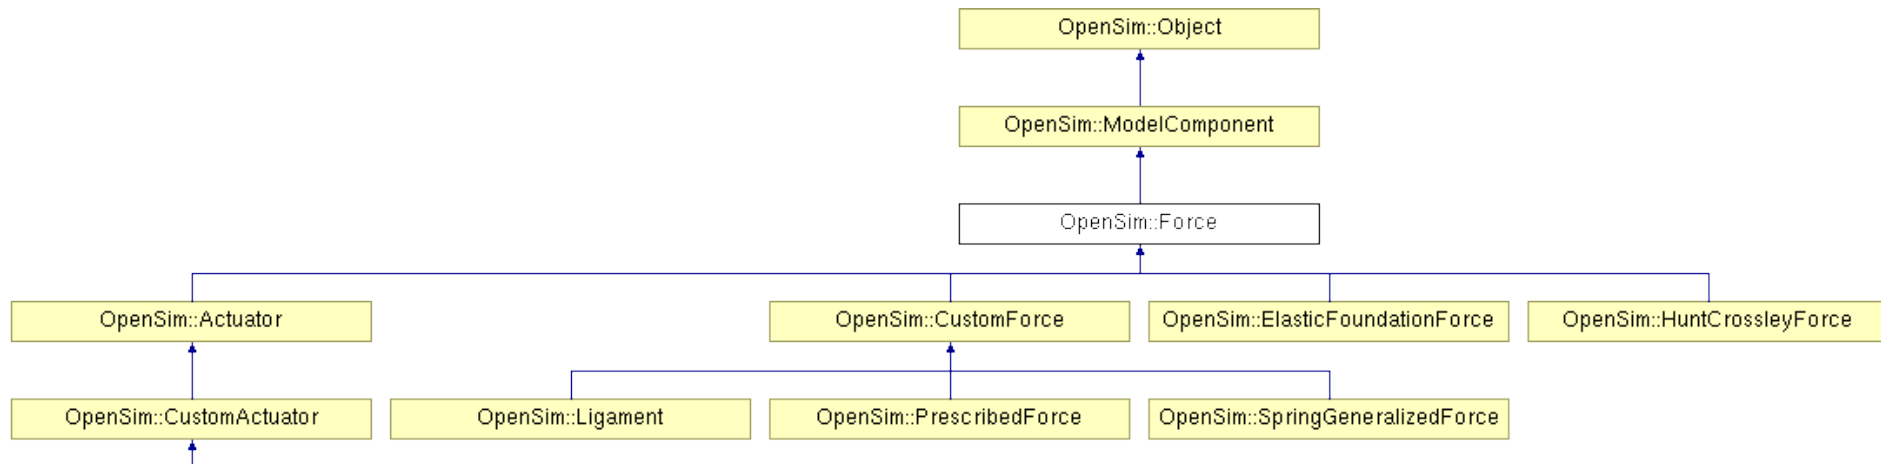 OpenSim::Object
OpenSim::ModelComponent
OpenSim::Force
OpenSim::Actuator
OpenSim::CustomForce
OpenSim::ElasticFoundationForce
OpenSim::HuntCrossleyForce
OpenSim::CustomActuator
OpenSim::Ligament
OpenSim::PrescribedForce
OpenSim::SpringGeneralizedForce